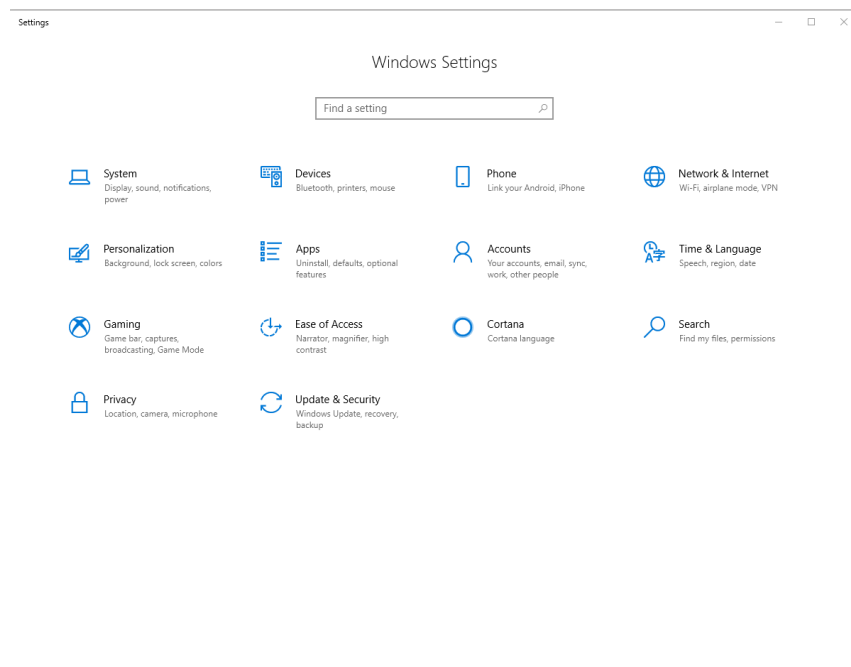 Settings
Windows Settings
Find a setting
System
Display, sound, notifications,
power
Devices
Bluetooth, printers, mouse
Phone
Link your Android, iPhone
Network & Internet
Wi-Fi, airplane mode, VPN
Personalization
Background, lock screen, colors
Apps
Uninstall, defaults, optional
features
Accounts
Your accounts, email, sync,
work, other people
Time & Language
Speech, region, date
Gaming
Game bar, captures,
broadcasting, Game Mode
Ease of Access
Narrator, magnifier, high
contrast
Cortana
Cortana language
Search
Find my files, permissions
Privacy
Location, camera, microphone
Update & Security
Windows Update, recovery,
backup